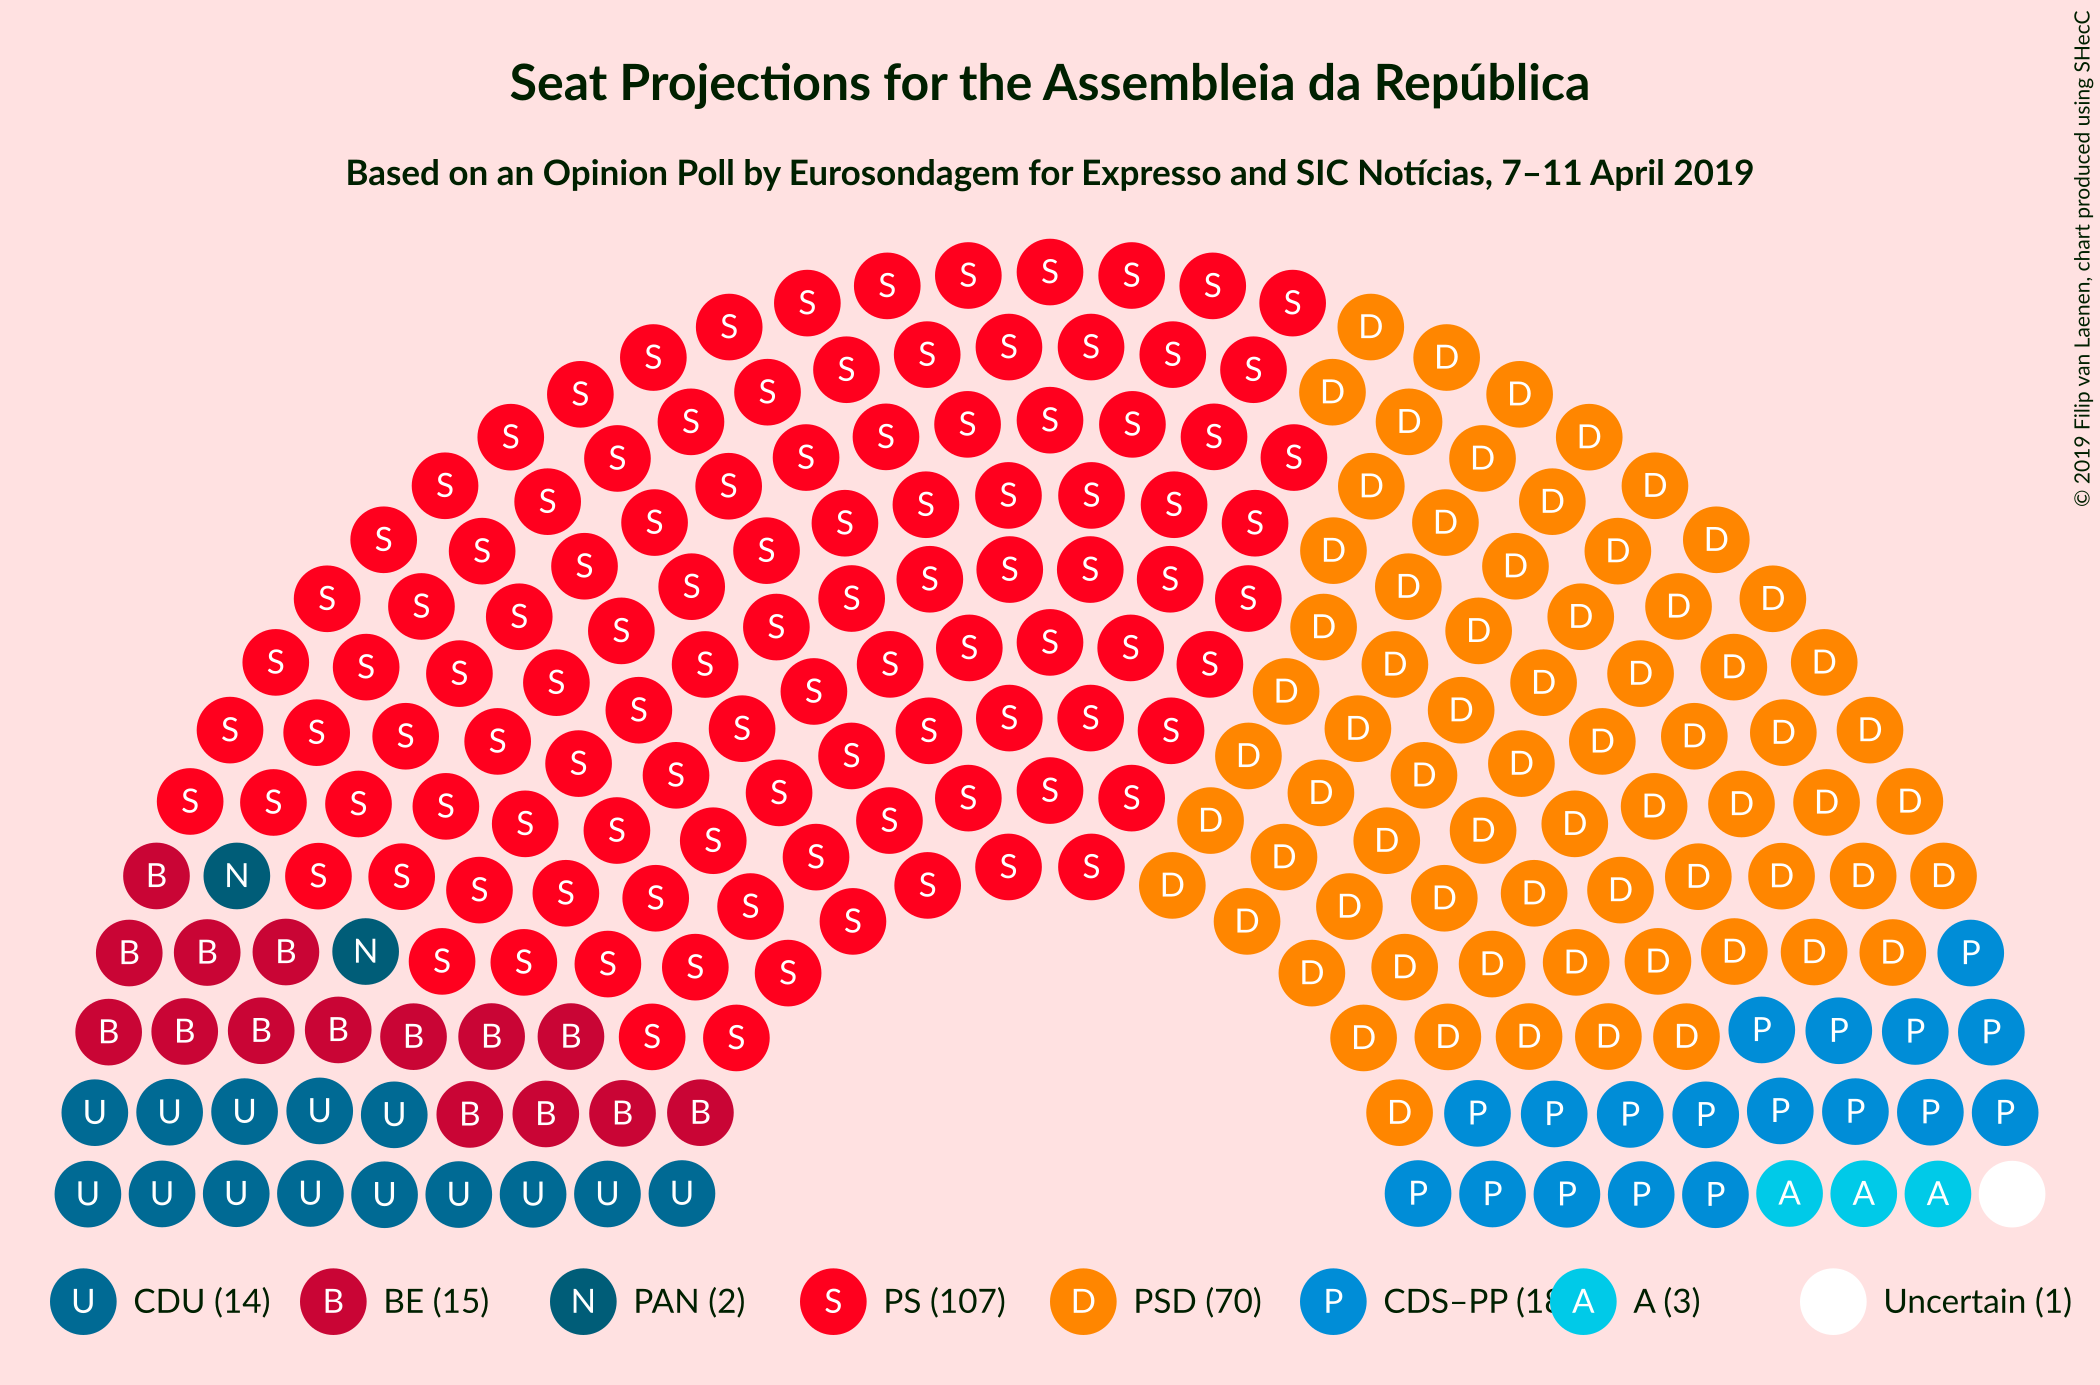 Seat Projections for the Assembleia da República
Based on an Opinion Poll by Eurosondagem for Expresso and SIC Notícias, 7–11 April 2019
© 2019 Filip van Laenen, chart produced using SHecC
S S S S S S S S S S S S S S S S S S D D D D D D D D D D D D D D D D D D D D D D D D D D D D D D
U CDU (14) B BE (15) N PAN (2) S PS (107) D PSD (70) P CDS–PP (18 A A (3) Uncertain (1)